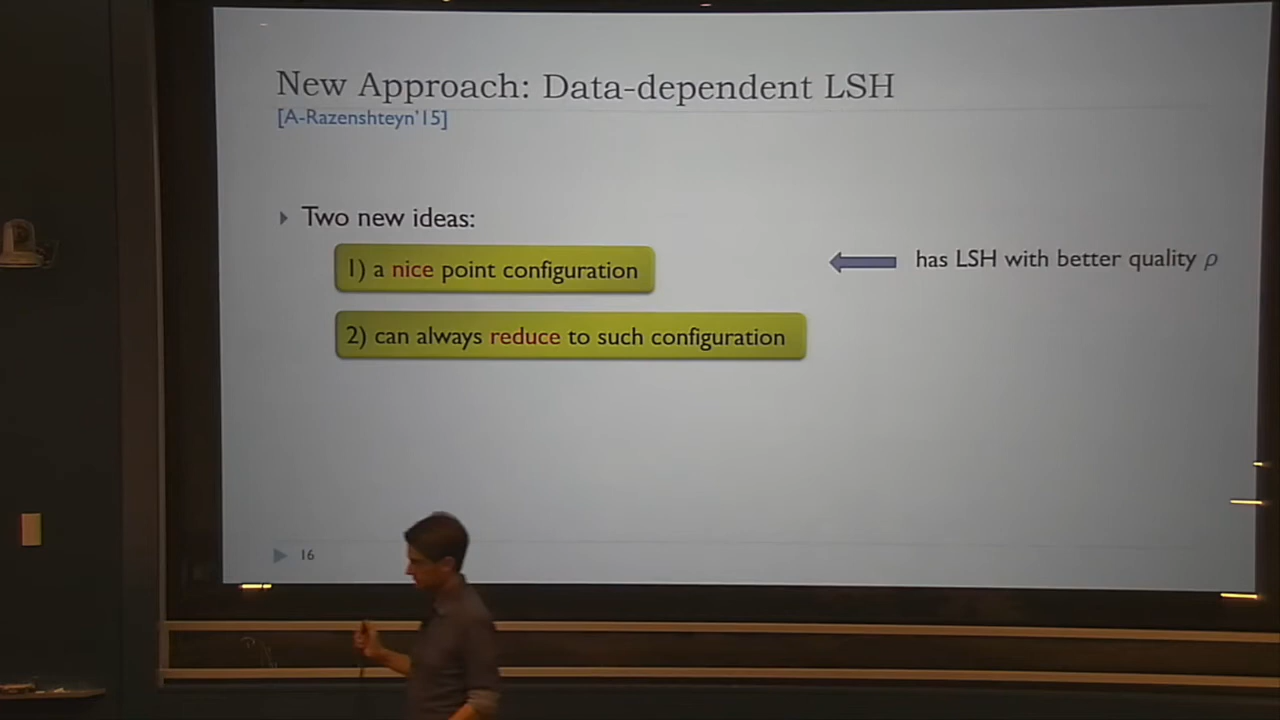 New Approach: Data-dependent LSH
[A-Razenshteyn'15]
Two new ideas:
1) a nice point configuration
has LSH with better quality ρ
2) can always reduce to such configuration
16